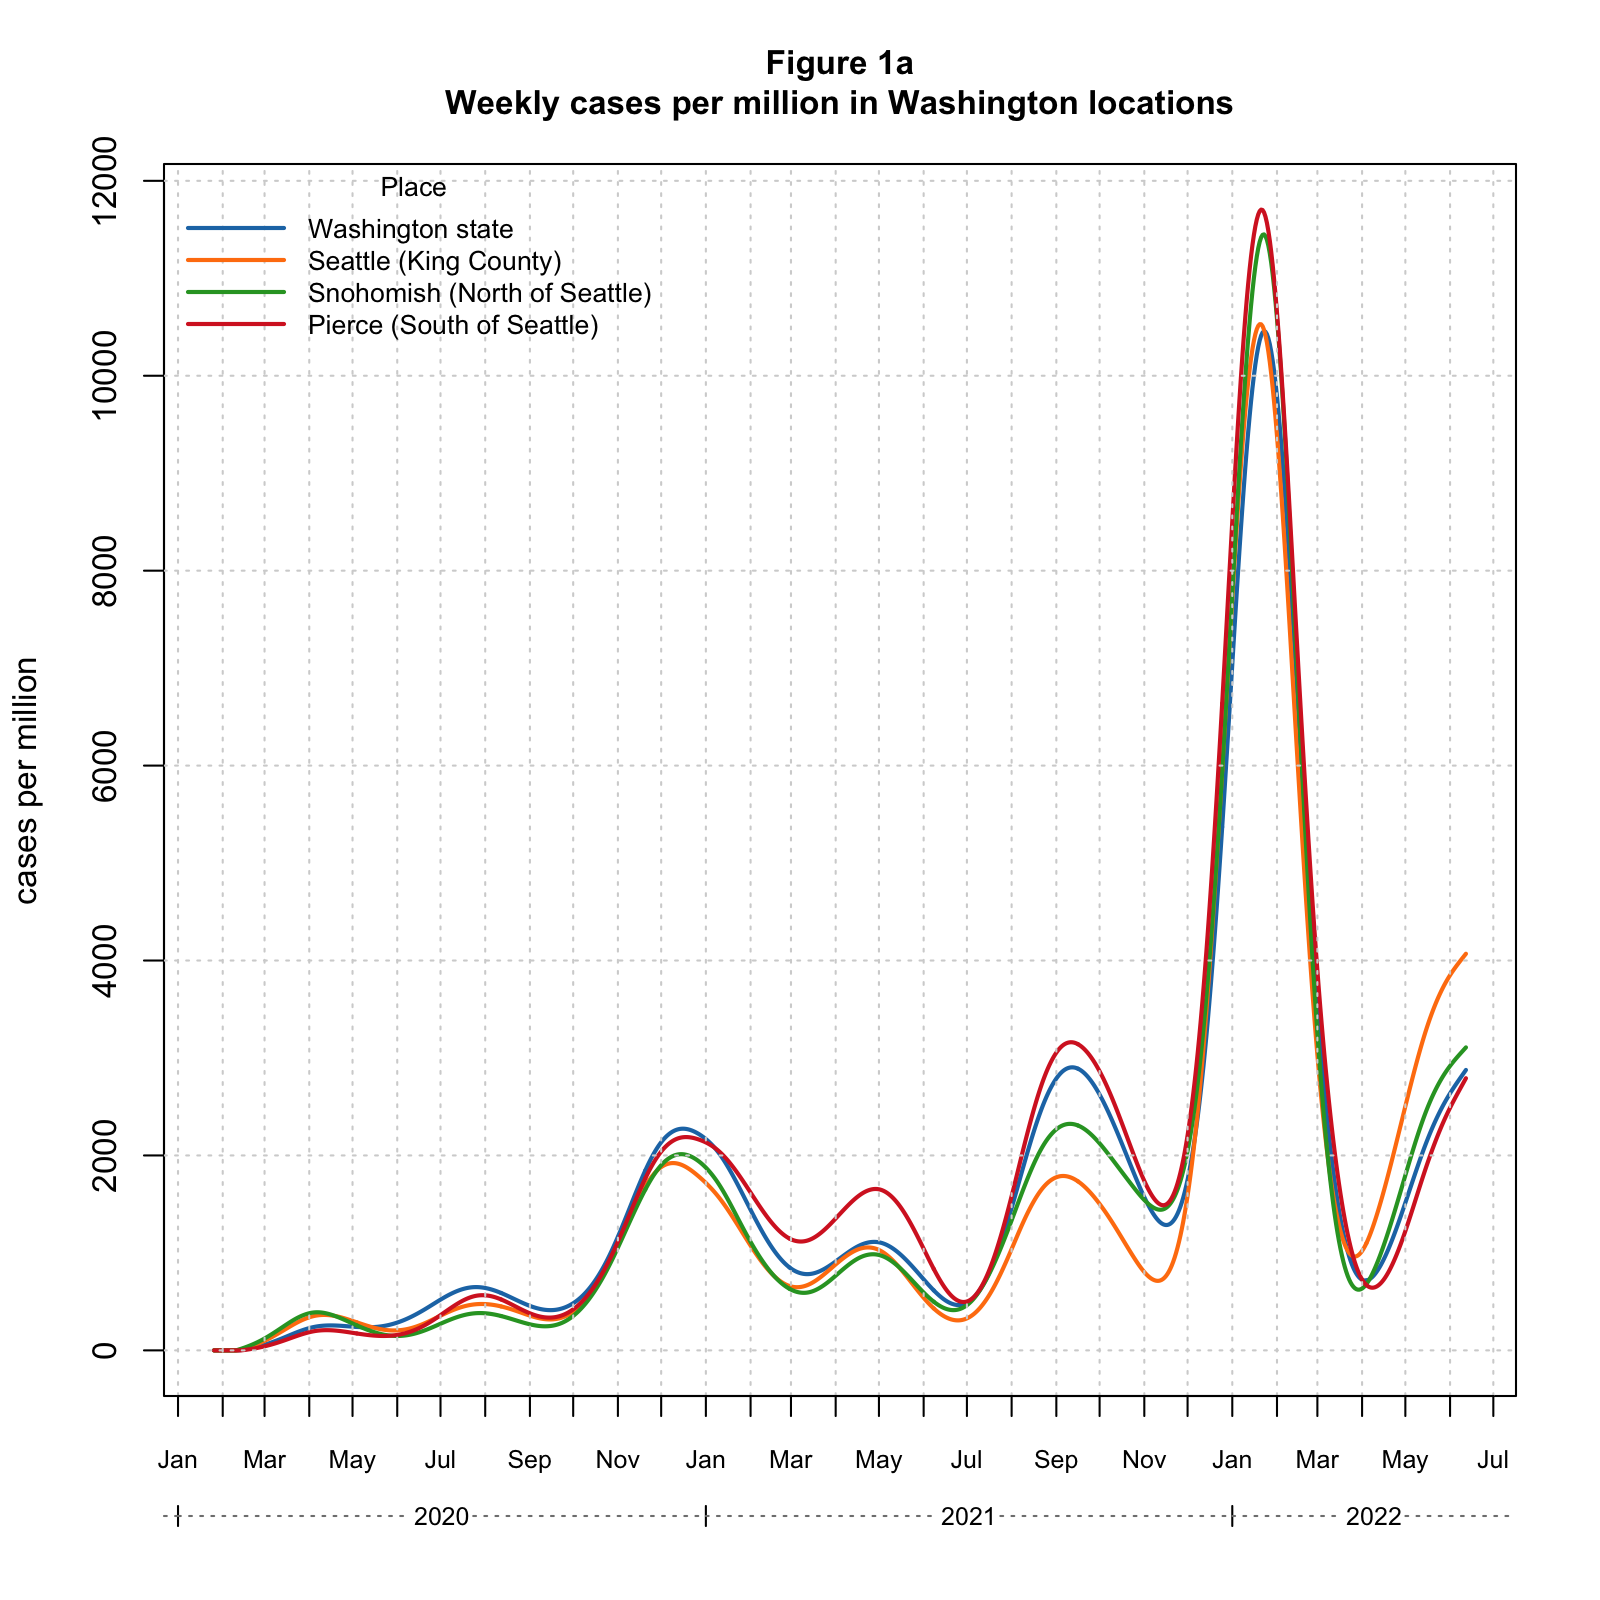 Figure 1a
Weekly cases per million in Washington locations
Place
Washington state
Seattle (King County)
Snohomish (North of Seattle)
Pierce (South of Seattle)
12000
10000
8000
6000
4000
2000
0
cases per million
Jan Mar May Jul Sep Nov Jan Mar May Jul Sep Nov Jan Mar May Jul
2020 2021 2022